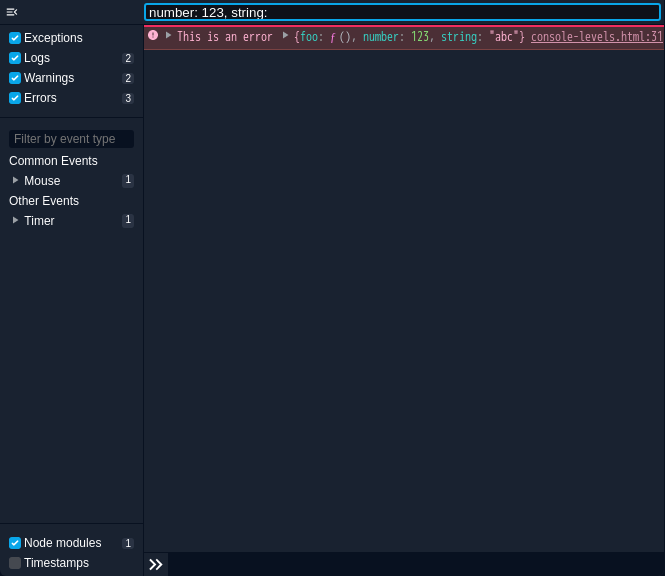 number: 123, string:
Exceptions
Logs 2
Warnings 2
Errors 3
Filter by event type
Common Events
Mouse 1
Other Events
Timer 1
Node modules 1
Timestamps
This is an error {foo: ƒ (), number: 123, string: "abc"} console-levels.html:31